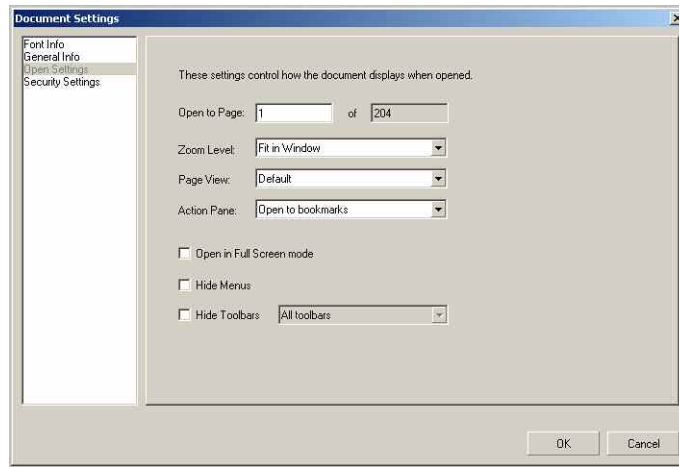 Document Settings
Font Info
General Info
Open Settings
Security Settings
These settings control how the document displays when opened.
Open to Page: 1 of 204
Zoom Level: Fit in Window
Page View: Default
Action Pane: Open to bookmarks
Open in Full Screen mode
Hide Menus
Hide Toolbars All toolbars
OK Cancel